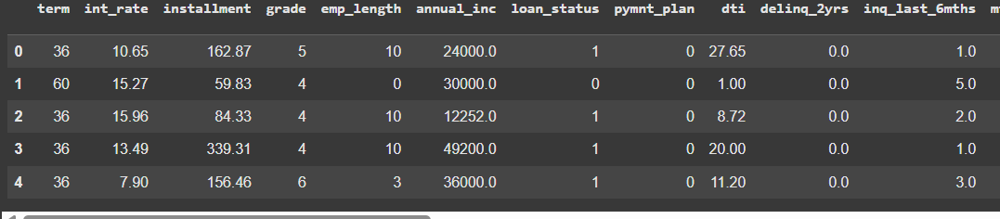 term int_rate installment grade emp_length annual_inc loan_status pymnt_plan dti delinq_2yrs inq_last_6mths
0 36 10.65 162.87 5 10 24000.0 1 0 27.65 0.0 1.0
1 60 15.27 59.83 4 0 30000.0 0 0 1.00 0.0 5.0
2 36 15.96 84.33 4 10 12252.0 1 0 8.72 0.0 2.0
3 36 13.49 339.31 4 10 49200.0 1 0 20.00 0.0 1.0
4 36 7.90 156.46 6 3 36000.0 1 0 11.20 0.0 3.0